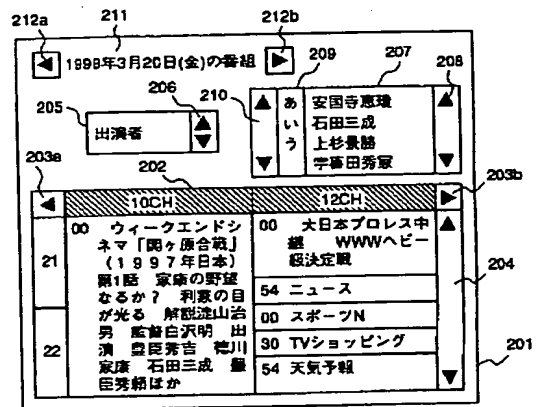 211
212a
212b
◀ 1998年3月20日(金)の番組 ▶
209
207
208
205
206
210
出演者
▲
▼
▲
▼
あ
い
う
安国寺恵瓊
石田三成
上杉景勝
宇喜田秀家
▲
▼
202
203a
203b
◀ 10CH 12CH ▶
21
22
00 ウィークエンドシ
ネマ「関ヶ原合戦」
(1997年日本)
第1話 家康の野望
なるか? 利家の目
が光る 解説淀山治
男 監督白沢明 出
演 豊臣秀吉 徳川
家康 石田三成 豊
臣秀頼ほか
00 大日本プロレス中
継 WWWヘビー
級決定戦
54 ニュース
00 スポーツN
30 TVショッピング
54 天気予報
▲
▼
204
201